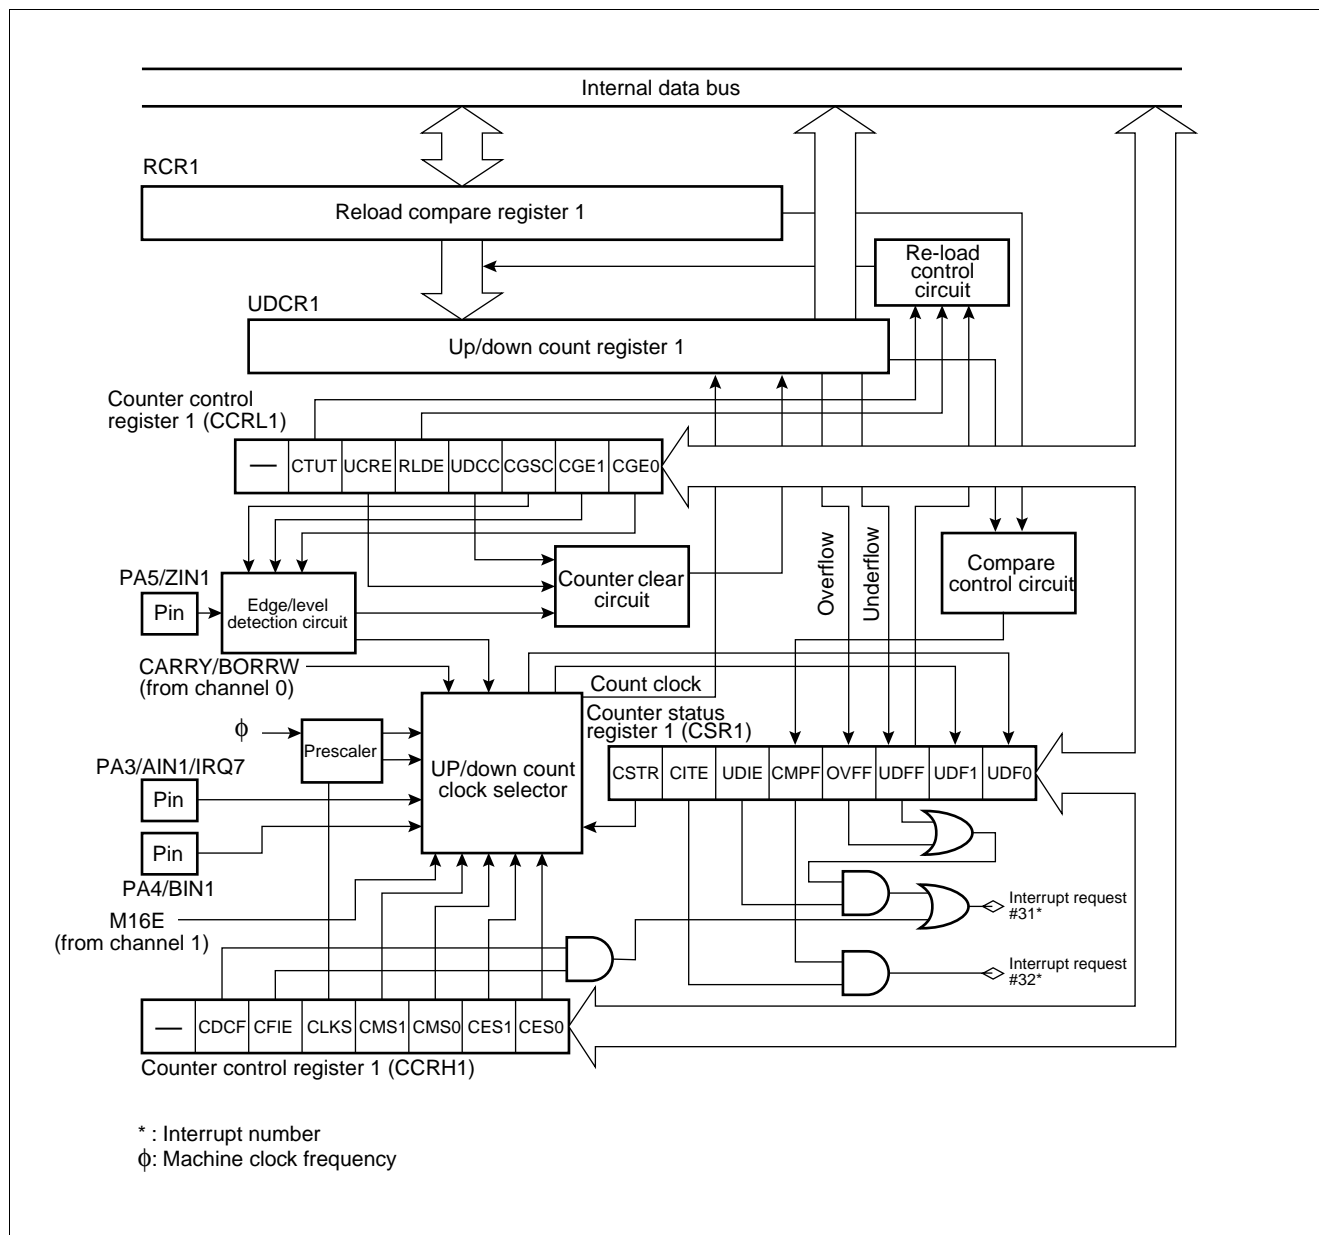 Internal data bus
RCR1
Reload compare register 1
Re-load
control
circuit
UDCR1
Up/down count register 1
Counter control
register 1 (CCRL1)
— CTUT UCRE RLDE UDCC CGSC CGE1 CGE0
Overflow
Underflow
Compare
control circuit
PA5/ZIN1
Pin
Edge/level
detection circuit
Counter clear
circuit
CARRY/BORRW
(from channel 0)
Count clock
Counter status
register 1 (CSR1)
ϕ
Prescaler
UP/down count
clock selector
CSTR CITE UDIE CMPF OVFF UDFF UDF1 UDF0
PA3/AIN1/IRQ7
Pin
Pin
PA4/BIN1
M16E
(from channel 1)
Interrupt request
#31*
Interrupt request
#32*
— CDCF CFIE CLKS CMS1 CMS0 CES1 CES0
Counter control register 1 (CCRH1)
* : Interrupt number
ϕ: Machine clock frequency